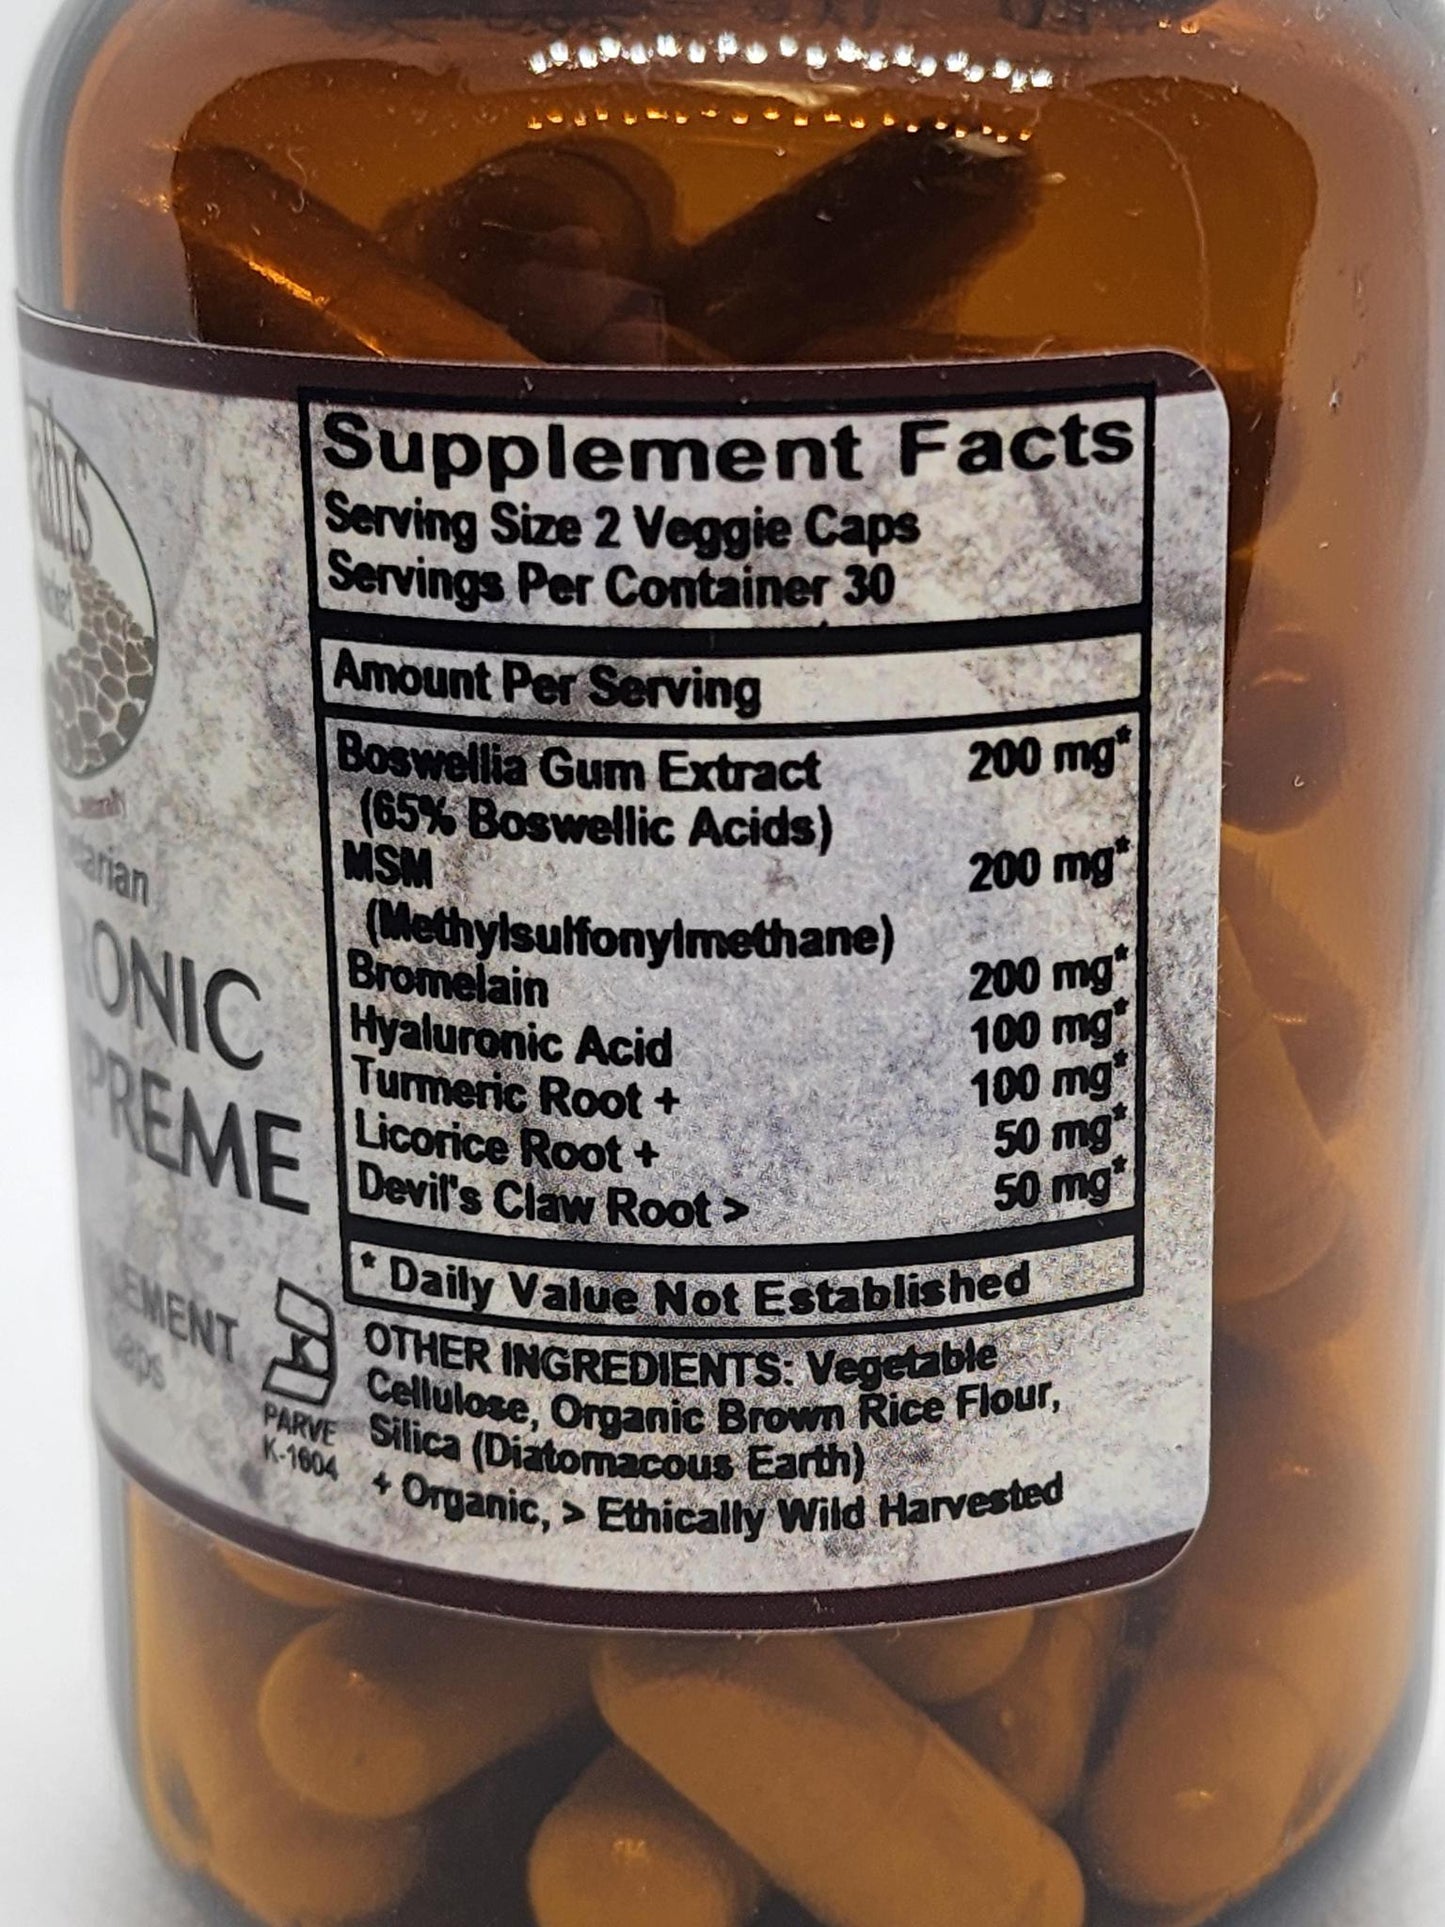 Supplement Facts
Serving Size 2 Veggie Caps
Servings Per Container 30
Amount Per Serving
Boswellia Gum Extract 200 mg*
(65% Boswellic Acids)
MSM 200 mg*
(Methylsulfonylmethane)
Bromelain 200 mg*
Hyaluronic Acid 100 mg*
Turmeric Root + 100 mg*
Licorice Root + 50 mg*
Devil's Claw Root > 50 mg*
* Daily Value Not Established
OTHER INGREDIENTS: Vegetable
Cellulose, Organic Brown Rice Flour,
Silica (Diatomacous Earth)
+ Organic, > Ethically Wild Harvested
RONIC
PREME
EMENT
K
PARVE
K-1604